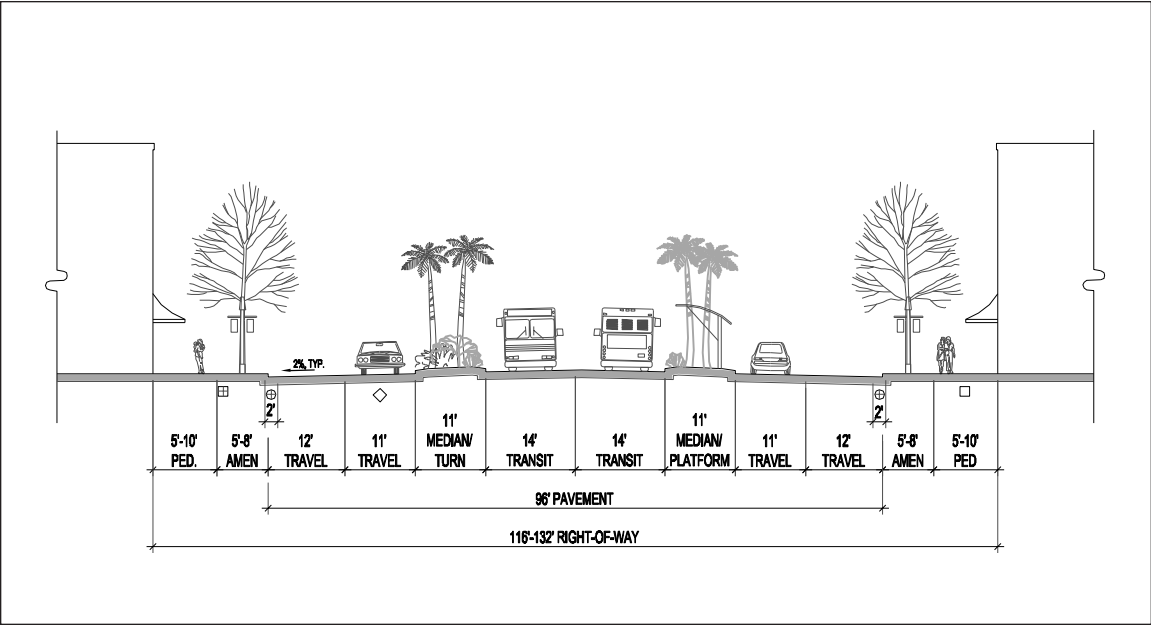 2%, TYP.
2'
2'
5'-10'
PED.
5'-8'
AMEN
12'
TRAVEL
11'
TRAVEL
11'
MEDIAN/
TURN
14'
TRANSIT
14'
TRANSIT
11'
MEDIAN/
PLATFORM
11'
TRAVEL
12'
TRAVEL
5'-8'
AMEN
5'-10'
PED
96' PAVEMENT
116'-132' RIGHT-OF-WAY